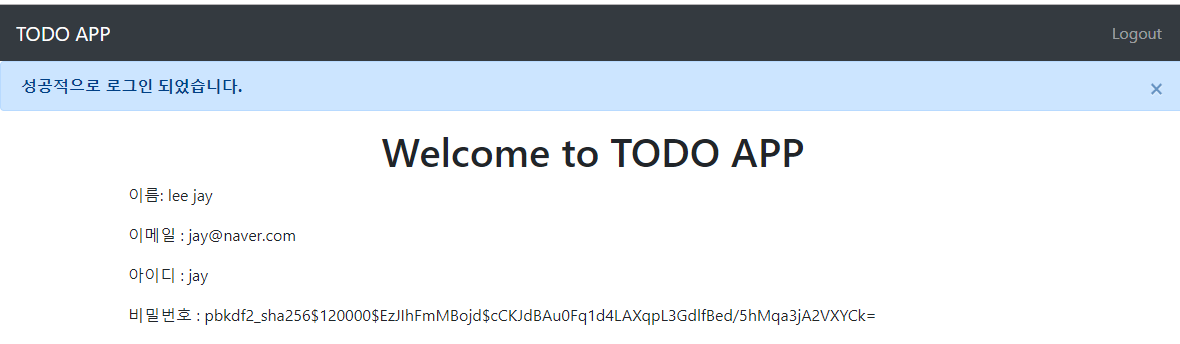 TODO APP Logout
성공적으로 로그인 되었습니다. ×
Welcome to TODO APP
이름: lee jay
이메일 : jay@naver.com
아이디 : jay
비밀번호 : pbkdf2_sha256$120000$EzJIhFmMBojd$cCKJdBAu0Fq1d4LAXqpL3GdlfBed/5hMqa3jA2VXYCk=